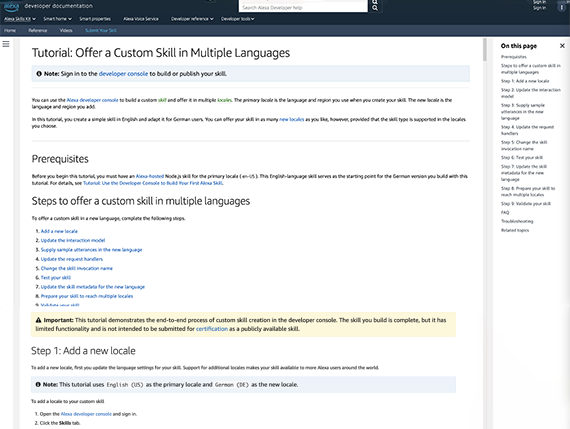 alexa developer documentation
Search Alexa Developer help
Sign in
Sign in
Alexa Skills Kit Smart home Smart properties Alexa Voice Service Developer reference Developer tools
Home Reference Videos Submit Your Skill
Tutorial: Offer a Custom Skill in Multiple Languages
Note: Sign in to the developer console to build or publish your skill.
You can use the Alexa developer console to build a custom skill and offer it in multiple locales. The primary locale is the language and region you use when you create your skill. The new locale is the
language and region you add.
In this tutorial, you create a simple skill in English and adapt it for German users. You can offer your skill in as many new locales as you like, however, provided that the skill type is supported in the locales
you choose.
Prerequisites
Before you begin this tutorial, you must have an Alexa-hosted Node.js skill for the primary locale ( en-US ). This English-language skill serves as the starting point for the German version you build with this
tutorial. For details, see Tutorial: Use the Developer Console to Build Your First Alexa Skill.
Steps to offer a custom skill in multiple languages
To offer a custom skill in a new language, complete the following steps.
1. Add a new locale
2. Update the interaction model
3. Supply sample utterances in the new language
4. Update the request handlers
5. Change the skill invocation name
6. Test your skill
7. Update the skill metadata for the new language
8. Prepare your skill to reach multiple locales
9. Validate your skill
Important: This tutorial demonstrates the end-to-end process of custom skill creation in the developer console. The skill you build is complete, but it has
limited functionality and is not intended to be submitted for certification as a publicly available skill.
Step 1: Add a new locale
To add a new locale, first you update the language settings for your skill. Support for additional locales makes your skill available to more Alexa users around the world.
Note: This tutorial uses English (US) as the primary locale and German (DE) as the new locale.
To add a locale to your custom skill
1. Open the Alexa developer console and sign in.
2. Click the Skills tab.
On this page
Prerequisites
Steps to offer a custom skill in
multiple languages
Step 1: Add a new locale
Step 2: Update the interaction
model
Step 3: Supply sample
utterances in the new
language
Step 4: Update the request
handlers
Step 5: Change the skill
invocation name
Step 6: Test your skill
Step 7: Update the skill
metadata for the new
language
Step 8: Prepare your skill to
reach multiple locales
Step 9: Validate your skill
FAQ
Troubleshooting
Related topics